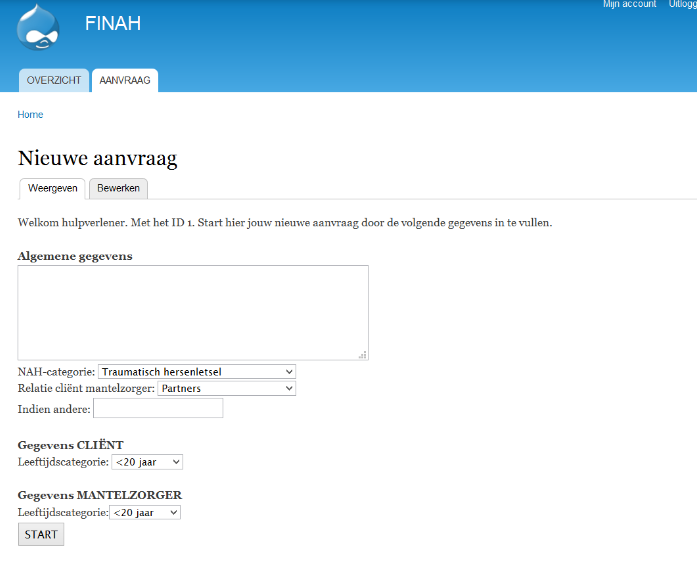 Mijn account Uitlogg
FINAH
OVERZICHT AANVRAAG
Home
Nieuwe aanvraag
Weergeven Bewerken
Welkom hulpverlener. Met het ID 1. Start hier jouw nieuwe aanvraag door de volgende gegevens in te vullen.
Algemene gegevens
NAH-categorie: Traumatisch hersenletsel
Relatie cliënt mantelzorger: Partners
Indien andere:
Gegevens CLIËNT
Leeftijdscategorie: <20 jaar
Gegevens MANTELZORGER
Leeftijdscategorie: <20 jaar
START